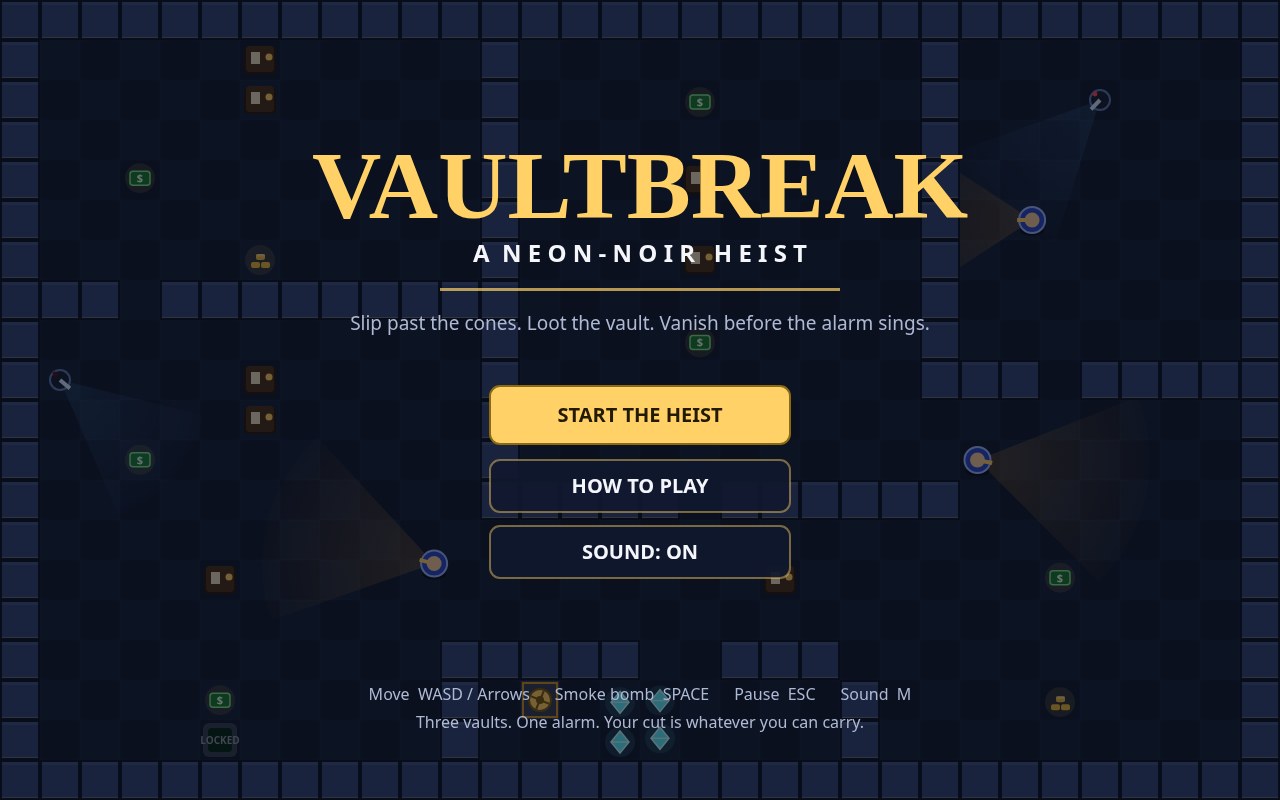 $
$
VAULTBREAK
A NEON-NOIR HEIST
Slip past the cones. Loot the vault. Vanish before the alarm sings.
$
START THE HEIST
$
HOW TO PLAY
SOUND: ON
$
Move WASD / Arrows Smoke bomb SPACE Pause ESC Sound M
$
Three vaults. One alarm. Your cut is whatever you can carry.
LOCKED